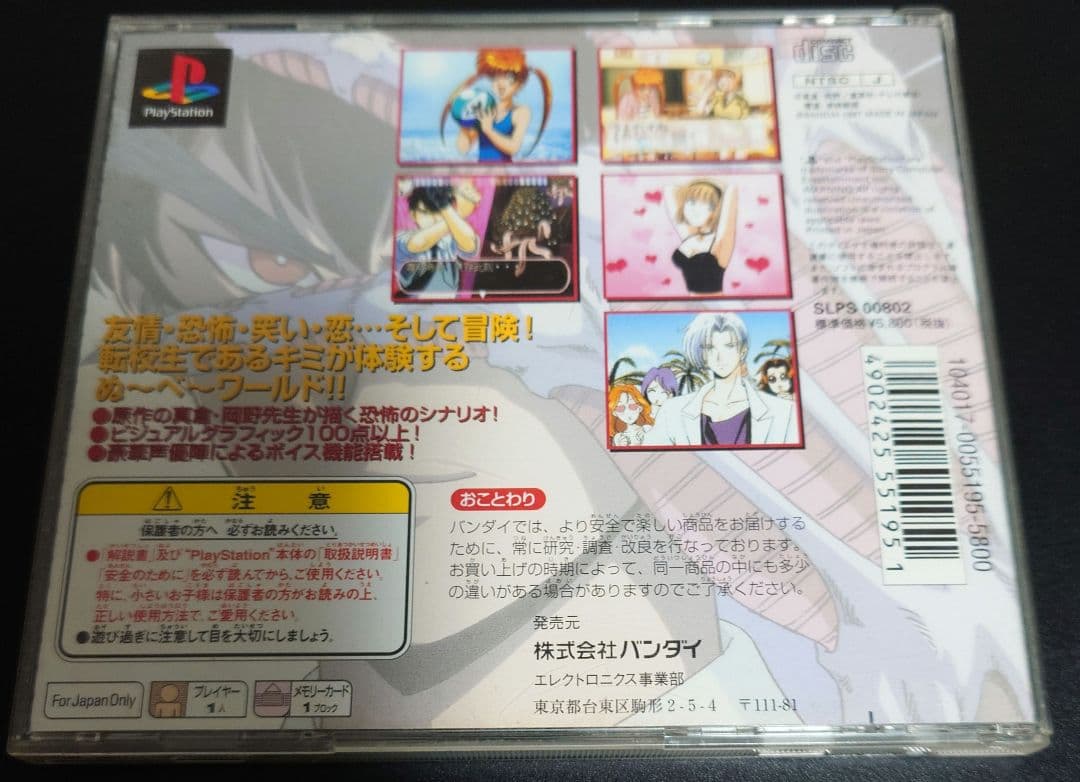 PlayStation
disc
NTSC J
SLPS 00802
標準価格¥5,800(税抜)
友情・恐怖・笑い・恋…そして冒険!
転校生であるキミが体験する
ぬ〜べ〜ワールド!!
●原作の真倉・岡野先生が描く恐怖のシナリオ!
●ビジュアルグラフィック100点以上!
●豪華声優陣によるボイス機能搭載!
注意
保護者の方へ 必ずお読みください。
●「解説書」及び“PlayStation”本体の「取扱説明書」
「安全のために」を必ず読んでから、ご使用ください。
特に、小さいお子様は保護者の方がお読みの上、
正しい使用方法で、ご愛用ください。
●遊び過ぎに注意して目を大切にしましょう。
おことわり
バンダイでは、より安全で楽しい商品をお届けする
ために、常に研究・調査・改良を行なっております。
お買い上げの時期によって、同一商品の中にも多少
の違いがある場合がありますのでご了承ください。
発売元
株式会社バンダイ
エレクトロニクス事業部
東京都台東区駒形2-5-4 〒111-81
For Japan Only
プレイヤー
1人
メモリーカード
1ブロック
4902425551951
104017-0055195-5800